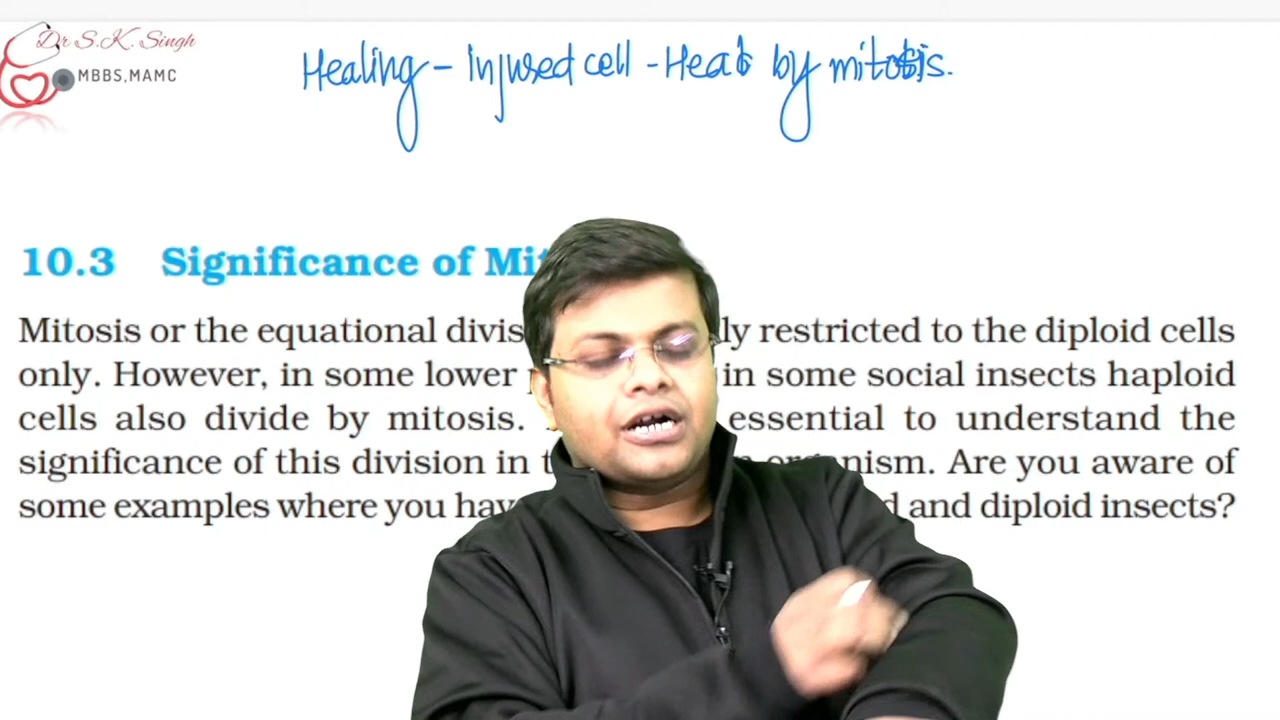 Dr S.K. Singh
MBBS,MAMC
Healing - injured cell - Heal by mitosis.
10.3 Significance of Mit
Mitosis or the equational divis ly restricted to the diploid cells
only. However, in some lower in some social insects haploid
cells also divide by mitosis. essential to understand the
significance of this division in t organism. Are you aware of
some examples where you hav d and diploid insects?